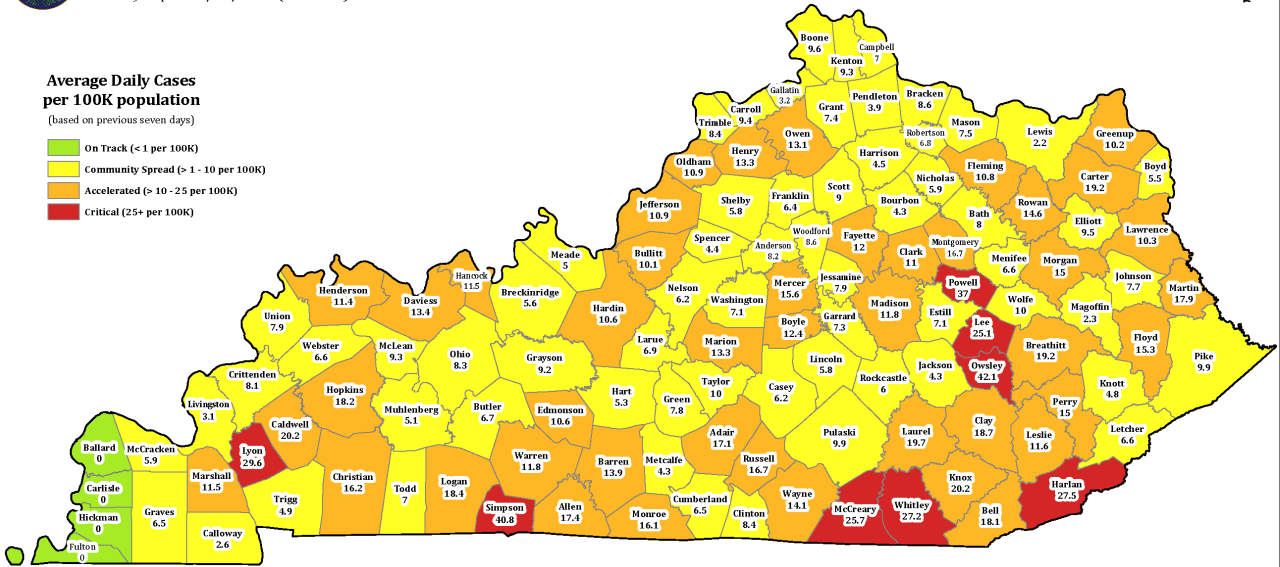 Average Daily Cases
per 100K population
(based on previous seven days)
On Track (< 1 per 100K)
Community Spread (> 1 - 10 per 100K)
Accelerated (> 10 - 25 per 100K)
Critical (25+ per 100K)
Boone
9.6
Kenton
9.3
Campbell
7
Gallatin
3.2
Carroll
9.4
Trimble
8.4
Grant
7.4
Pendleton
3.9
Bracken
8.6
Mason
7.5
Robertson
6.8
Lewis
2.2
Greenup
10.2
Boyd
5.5
Owen
13.1
Henry
13.3
Oldham
10.9
Harrison
4.5
Nicholas
5.9
Fleming
10.8
Carter
19.2
Jefferson
10.9
Shelby
5.8
Franklin
6.4
Scott
9
Bourbon
4.3
Bath
8
Rowan
14.6
Elliott
9.5
Lawrence
10.3
Spencer
4.4
Anderson
8.2
Woodford
8.6
Fayette
12
Clark
11
Montgomery
16.7
Menifee
6.6
Morgan
15
Johnson
7.7
Martin
17.9
Meade
5
Bullitt
10.1
Hancock
11.5
Breckinridge
5.6
Henderson
11.4
Daviess
13.4
Union
7.9
Nelson
6.2
Washington
7.1
Mercer
15.6
Jessamine
7.9
Madison
11.8
Powell
37
Estill
7.1
Wolfe
10
Magoffin
2.3
Hardin
10.6
Garrard
7.3
Boyle
12.4
Lee
25.1
Breathitt
19.2
Floyd
15.3
Pike
9.9
Webster
6.6
McLean
9.3
Ohio
8.3
Grayson
9.2
Larue
6.9
Marion
13.3
Lincoln
5.8
Rockcastle
6
Jackson
4.3
Owsley
42.1
Knott
4.8
Crittenden
8.1
Hopkins
18.2
Muhlenberg
5.1
Butler
6.7
Edmonson
10.6
Hart
5.3
Green
7.8
Taylor
10
Casey
6.2
Perry
15
Letcher
6.6
Livingston
3.1
Caldwell
20.2
Lyon
29.6
Pulaski
9.9
Laurel
19.7
Clay
18.7
Leslie
11.6
Adair
17.1
Russell
16.7
Ballard
0
McCracken
5.9
Marshall
11.5
Christian
16.2
Todd
7
Logan
18.4
Warren
11.8
Barren
13.9
Metcalfe
4.3
Trigg
4.9
Simpson
40.8
Allen
17.4
Monroe
16.1
Cumberland
6.5
Clinton
8.4
Wayne
14.1
McCreary
25.7
Whitley
27.2
Knox
20.2
Bell
18.1
Harlan
27.5
Carlisle
0
Graves
6.5
Calloway
2.6
Hickman
0
Fulton
0